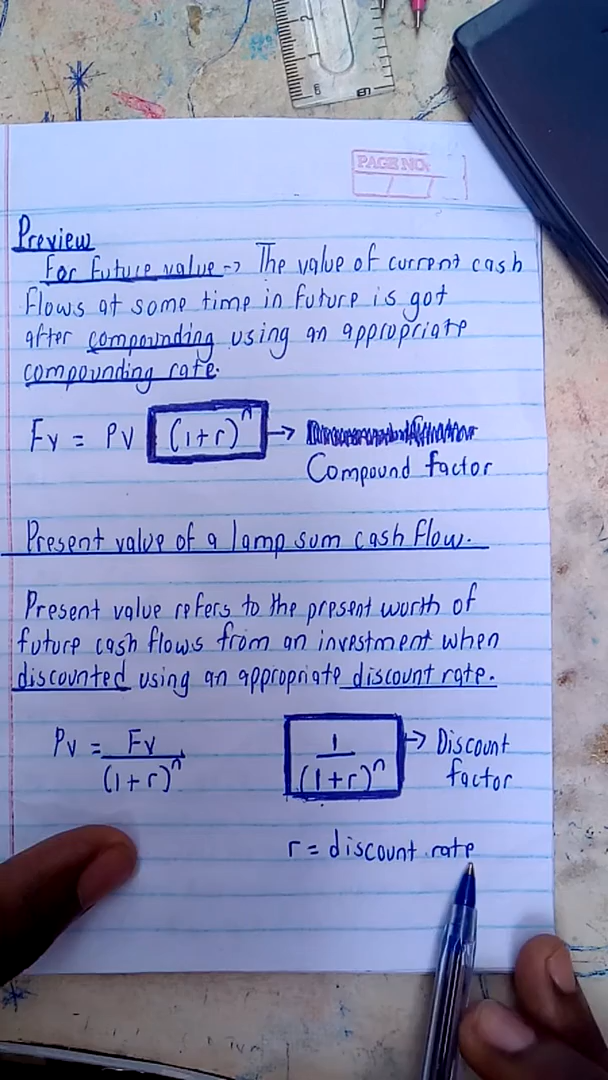 PAGE NO:
Preview
For Future value -> The value of current cash
flows at some time in future is got
after compounding using an appropriate
compounding rate.
Fv = PV (1+r)^n →
Compound factor
Present value of a lamp sum cash flow.
Present value refers to the present worth of
future cash flows from an investment when
discounted using an appropriate discount rate.
Pv = Fv / (1+r)^n
1 / (1+r)^n → Discount
factor
r = discount rate